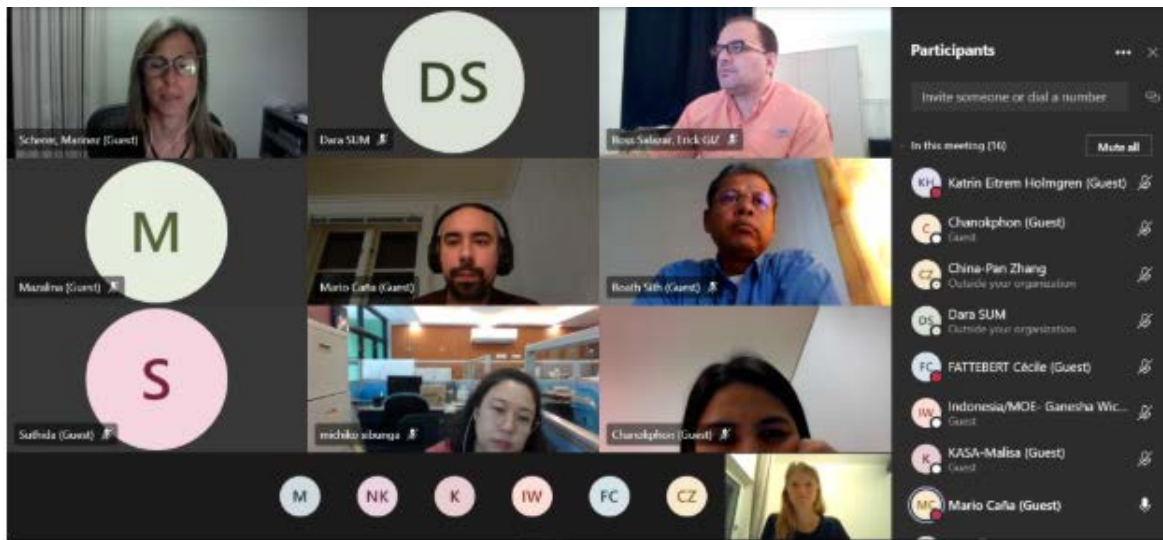 DS
Scherer, Marinez (Guest)
Dara SUM
Ross Salazar, Erick GIZ
M
Mazalina (Guest)
Mario Caña (Guest)
Boath Sith (Guest)
S
Suthida (Guest)
michiko sibunga
Chanokphon (Guest)
M
NK
K
IW
FC
CZ
Participants
Invite someone or dial a number
In this meeting (16)
Mute all
KH
Katrin Eitrem Holmgren (Guest)
C
Chanokphon (Guest)
Guest
CZ
China-Pan Zhang
Outside your organization
DS
Dara SUM
Outside your organization
FC
FATTEBERT Cécile (Guest)
IW
Indonesia/MOE- Ganesha Wic...
Guest
K
KASA-Malisa (Guest)
Guest
MC
Mario Caña (Guest)